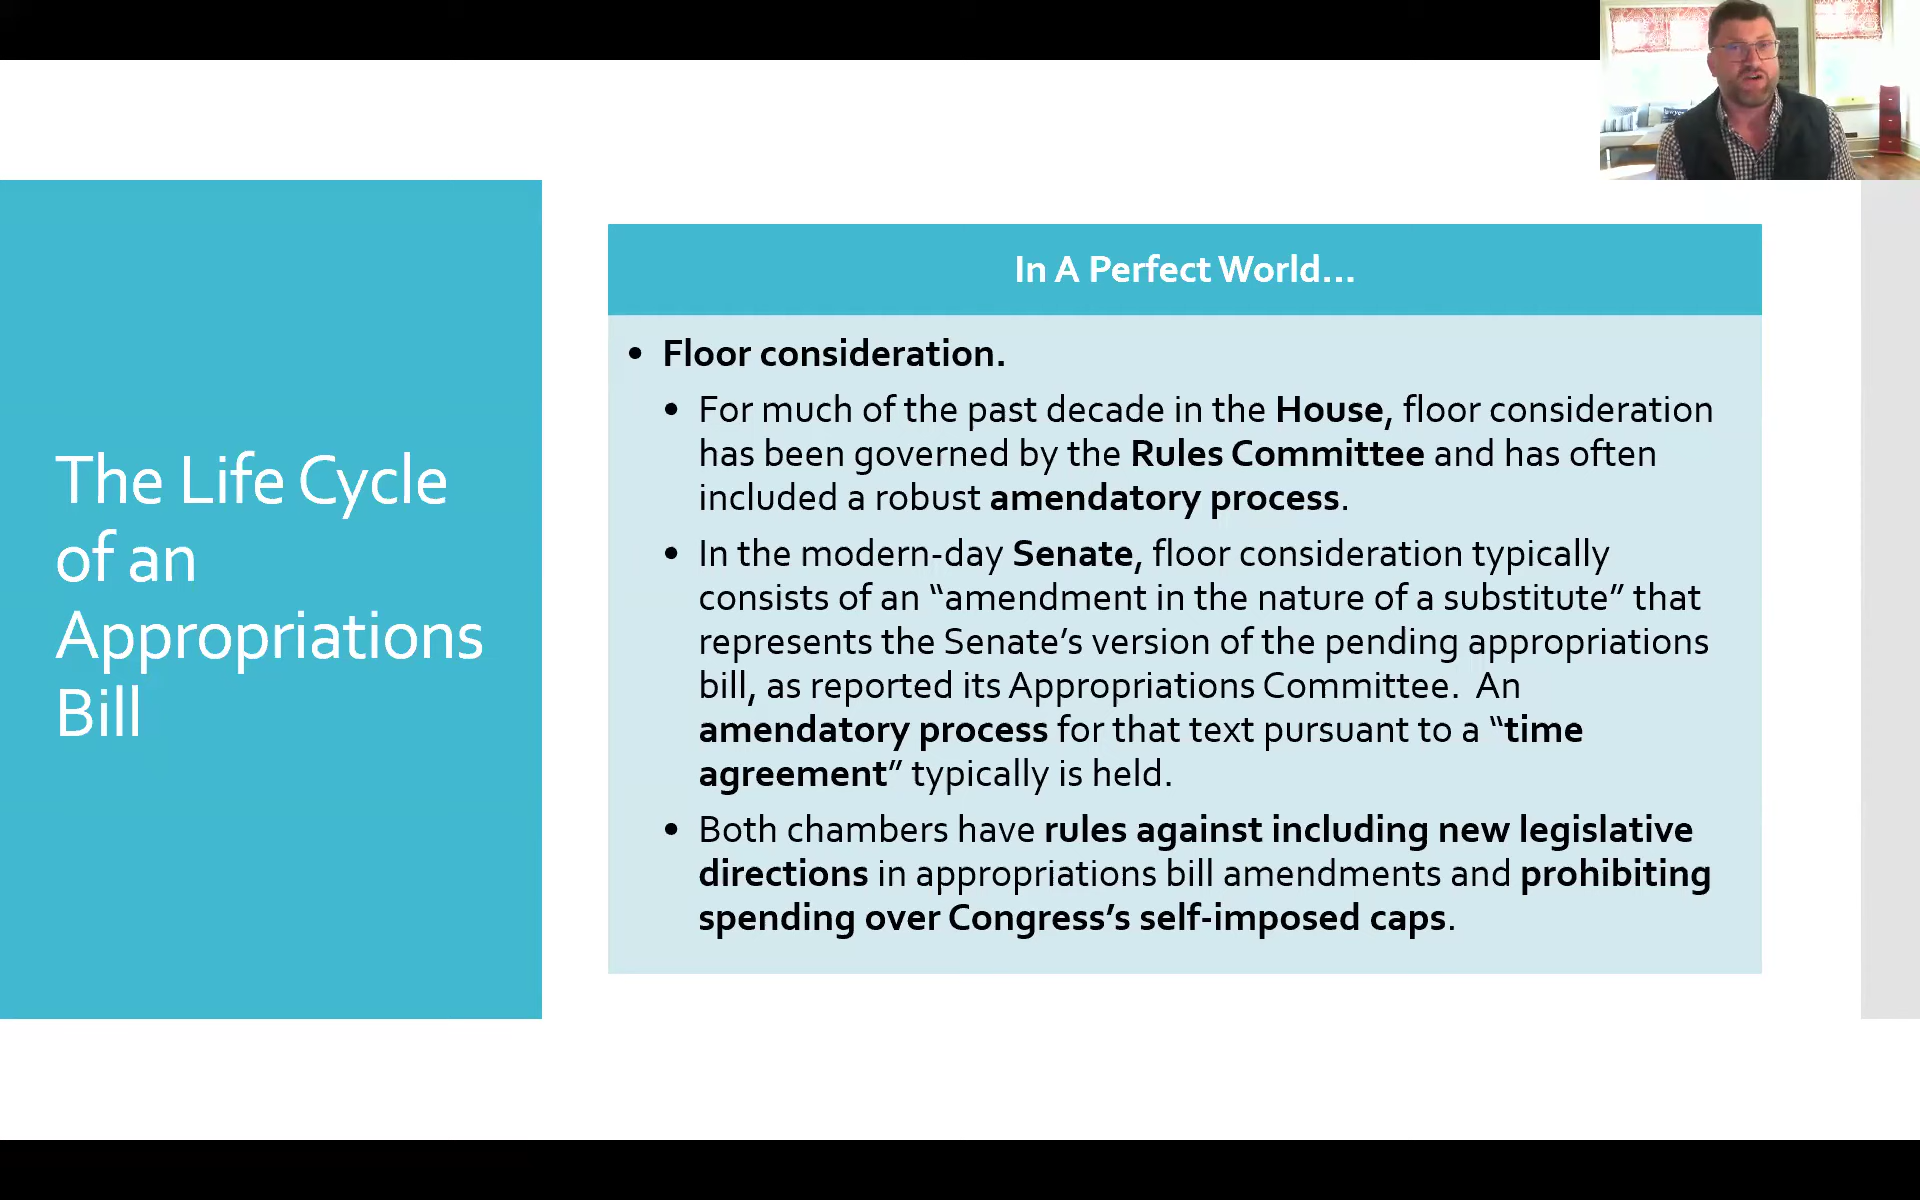 The Life Cycle
of an
Appropriations
Bill
In A Perfect World...
• Floor consideration.
• For much of the past decade in the House, floor consideration
has been governed by the Rules Committee and has often
included a robust amendatory process.
• In the modern-day Senate, floor consideration typically
consists of an “amendment in the nature of a substitute” that
represents the Senate’s version of the pending appropriations
bill, as reported its Appropriations Committee.  An
amendatory process for that text pursuant to a “time
agreement” typically is held.
• Both chambers have rules against including new legislative
directions in appropriations bill amendments and prohibiting
spending over Congress’s self-imposed caps.